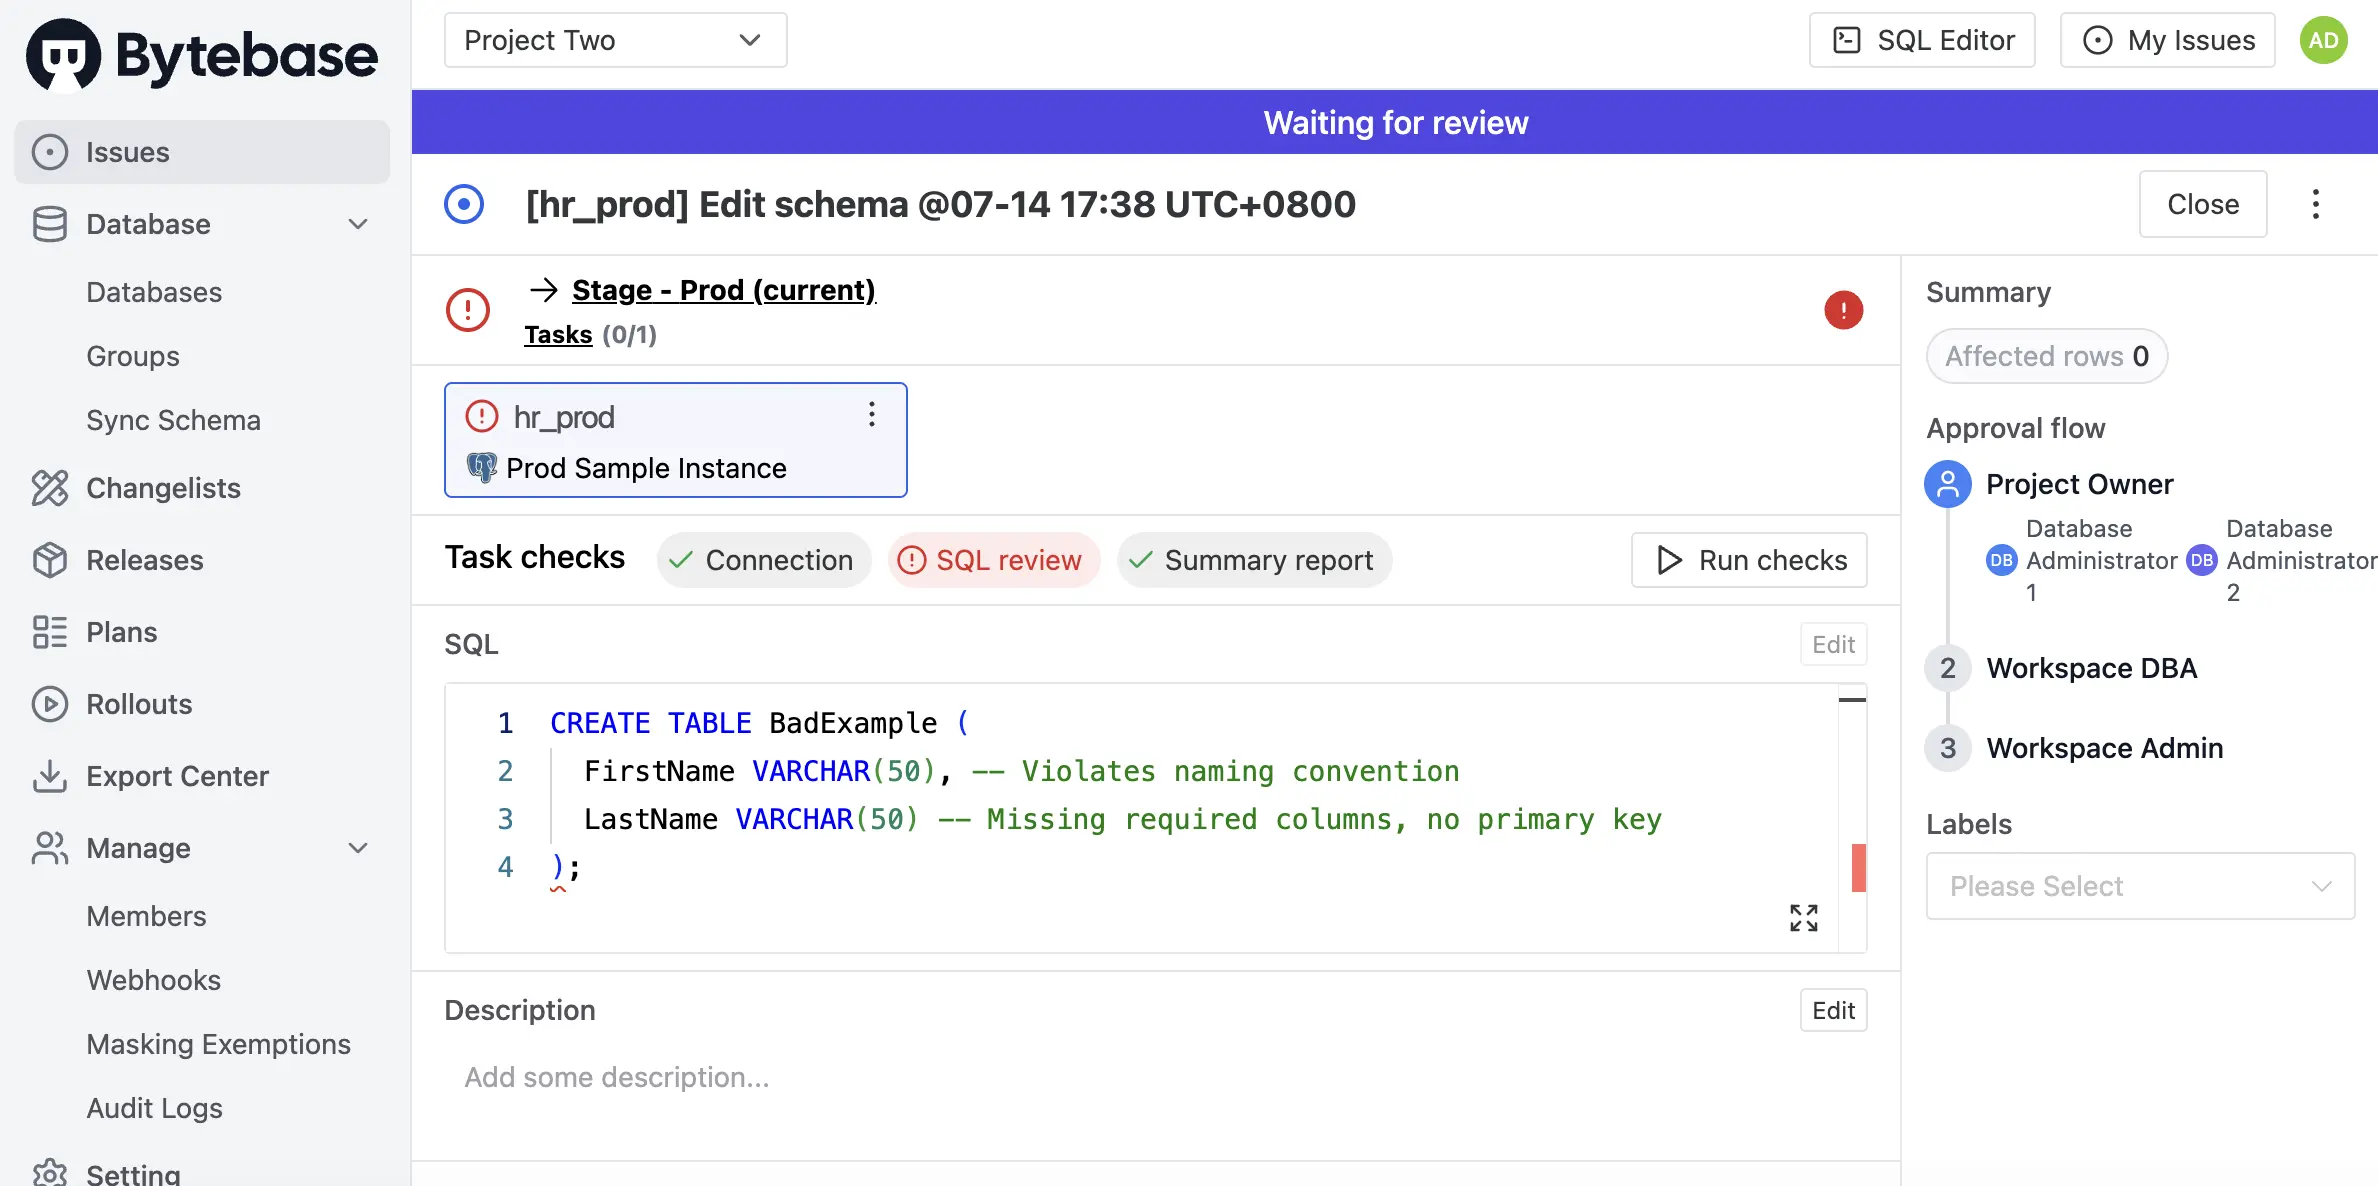 Bytebase
Issues
Database
Databases
Groups
Sync Schema
Changelists
Releases
Plans
Rollouts
Export Center
Manage
Members
Webhooks
Masking Exemptions
Audit Logs
Setting
Project Two
SQL Editor
My Issues
AD
Waiting for review
[hr_prod] Edit schema @07-14 17:38 UTC+0800
Close
→ Stage - Prod (current)
Tasks (0/1)
hr_prod
Prod Sample Instance
Task checks
Connection
SQL review
Summary report
Run checks
SQL
Edit
1 CREATE TABLE BadExample (
2 FirstName VARCHAR(50), -- Violates naming convention
3 LastName VARCHAR(50) -- Missing required columns, no primary key
4 );
Description
Edit
Add some description...
Summary
Affected rows 0
Approval flow
Project Owner
DB Database Administrator 1
DB Database Administrator 2
2 Workspace DBA
3 Workspace Admin
Labels
Please Select